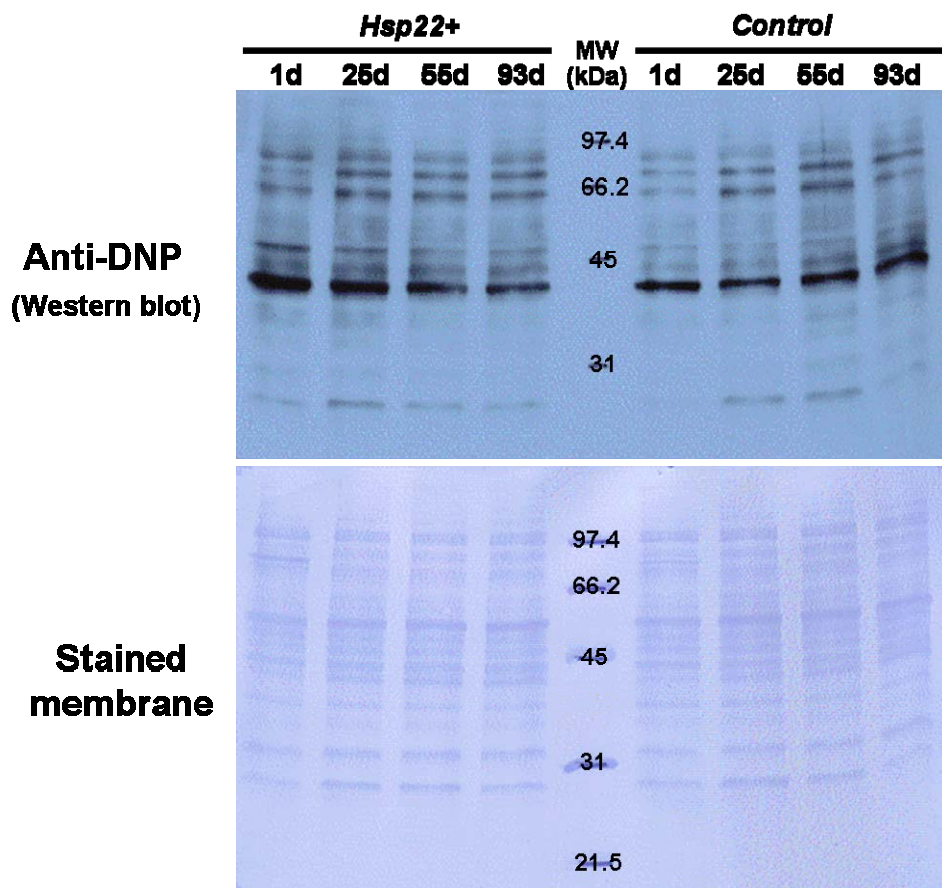 Hsp22+ Control
MW
(kDa)
1d 25d 55d 93d 1d 25d 55d 93d
97.4
66.2
Anti-DNP
(Western blot)
45
31
97.4
66.2
Stained
membrane
45
31
21.5